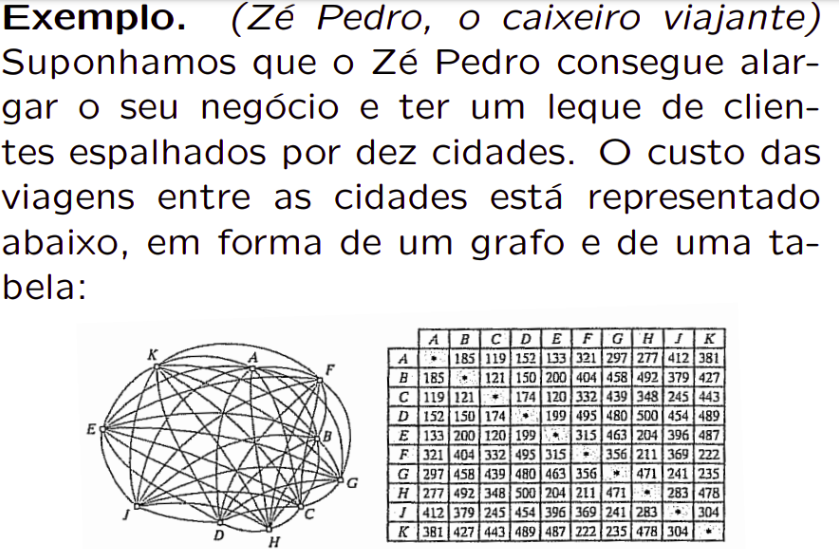 Exemplo. (Zé Pedro, o caixeiro viajante)
Suponhamos que o Zé Pedro consegue alar-
gar o seu negócio e ter um leque de clien-
tes espalhados por dez cidades. O custo das
viagens entre as cidades está representado
abaixo, em forma de um grafo e de uma ta-
bela:
K A F
E B
G
J C
D H
A B C D E F G H J K
A * 185 119 152 133 321 297 277 412 381
B 185 * 121 150 200 404 458 492 379 427
C 119 121 * 174 120 332 439 348 245 443
D 152 150 174 * 199 495 480 500 454 489
E 133 200 120 199 * 315 463 204 396 487
F 321 404 332 495 315 * 356 211 369 222
G 297 458 439 480 463 356 * 471 241 235
H 277 492 348 500 204 211 471 * 283 478
J 412 379 245 454 396 369 241 283 * 304
K 381 427 443 489 487 222 235 478 304 *